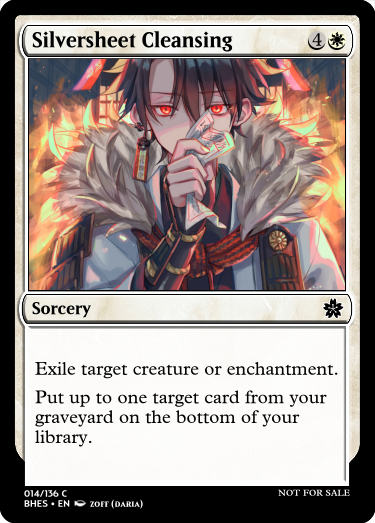 Silversheet Cleansing 4
Sorcery
Exile target creature or enchantment.
Put up to one target card from your
graveyard on the bottom of your
library.
014/136 C
NOT FOR SALE
BHES • EN ZOFF (DARIA)